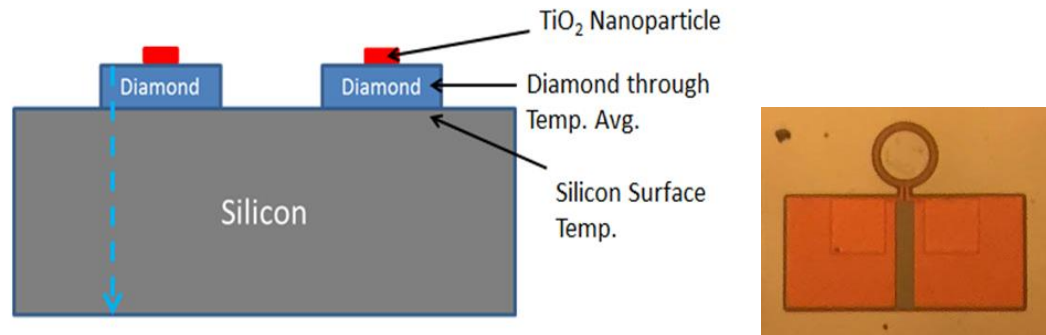 TiO₂ Nanoparticle
Diamond
Diamond
Diamond through
Temp. Avg.
Silicon Surface
Temp.
Silicon